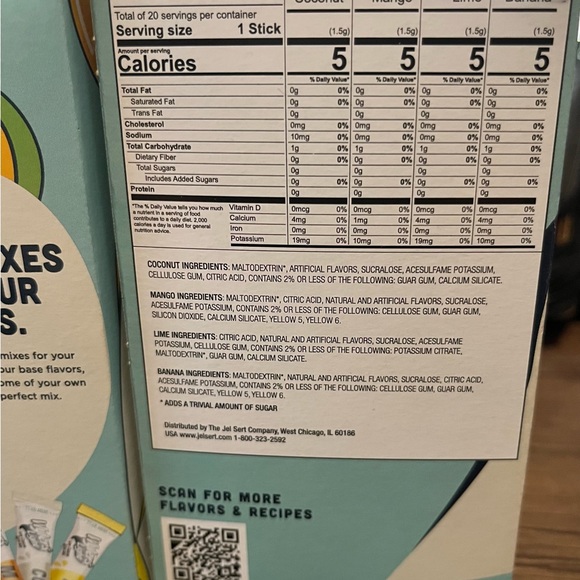 Coconut Mango Lime Banana
Total of 20 servings per container
Serving size 1 Stick (1.5g) (1.5g) (1.5g) (1.5g)
Amount per serving
Calories 5 5 5 5
% Daily Value* % Daily Value* % Daily Value* % Daily Value*
Total Fat 0g 0% 0g 0% 0g 0% 0g 0%
Saturated Fat 0g 0% 0g 0% 0g 0% 0g 0%
Trans Fat 0g 0g 0g 0g
Cholesterol 0mg 0% 0mg 0% 0mg 0% 0mg 0%
Sodium 10mg 0% 0mg 0% 0mg 0% 0mg 0%
Total Carbohydrate 1g 0% 1g 0% 1g 0% 1g 0%
Dietary Fiber 0g 0% 0g 0% 0g 0% 0g 0%
Total Sugars 0g 0g 0g 0g
Includes Added Sugars 0g 0% 0g 0% 0g 0% 0g 0%
Protein 0g 0g 0g 0g
*The % Daily Value tells you how much
a nutrient in a serving of food
contributes to a daily diet. 2,000
calories a day is used for general
nutrition advice.
Vitamin D 0mcg 0% 0mcg 0% 0mcg 0% 0mcg 0%
Calcium 4mg 0% 1mg 0% 4mg 0% 4mg 0%
Iron 0mg 0% 0mg 0% 0mg 0% 0mg 0%
Potassium 19mg 0% 10mg 0% 19mg 0% 10mg 0%
COCONUT INGREDIENTS: MALTODEXTRIN*, ARTIFICIAL FLAVORS, SUCRALOSE, ACESULFAME POTASSIUM,
CELLULOSE GUM, CITRIC ACID, CONTAINS 2% OR LESS OF THE FOLLOWING: GUAR GUM, CALCIUM SILICATE.
MANGO INGREDIENTS: MALTODEXTRIN*, CITRIC ACID, NATURAL AND ARTIFICIAL FLAVORS, SUCRALOSE,
ACESULFAME POTASSIUM, CONTAINS 2% OR LESS OF THE FOLLOWING: CELLULOSE GUM, GUAR GUM,
SILICON DIOXIDE, CALCIUM SILICATE, YELLOW 5, YELLOW 6.
LIME INGREDIENTS: CITRIC ACID, NATURAL AND ARTIFICIAL FLAVORS, SUCRALOSE, ACESULFAME
POTASSIUM, CELLULOSE GUM, CONTAINS 2% OR LESS OF THE FOLLOWING: POTASSIUM CITRATE,
MALTODEXTRIN*, GUAR GUM, CALCIUM SILICATE.
BANANA INGREDIENTS: MALTODEXTRIN*, NATURAL AND ARTIFICIAL FLAVORS, SUCRALOSE, CITRIC ACID,
ACESULFAME POTASSIUM, CONTAINS 2% OR LESS OF THE FOLLOWING: CELLULOSE GUM, GUAR GUM,
CALCIUM SILICATE, YELLOW 5, YELLOW 6.
* ADDS A TRIVIAL AMOUNT OF SUGAR
Distributed by The Jel Sert Company, West Chicago, IL 60186
USA www.jelsert.com 1-800-323-2592
SCAN FOR MORE
FLAVORS & RECIPES
XES
UR
S.
mixes for your
our base flavors,
ome of your own
perfect mix.